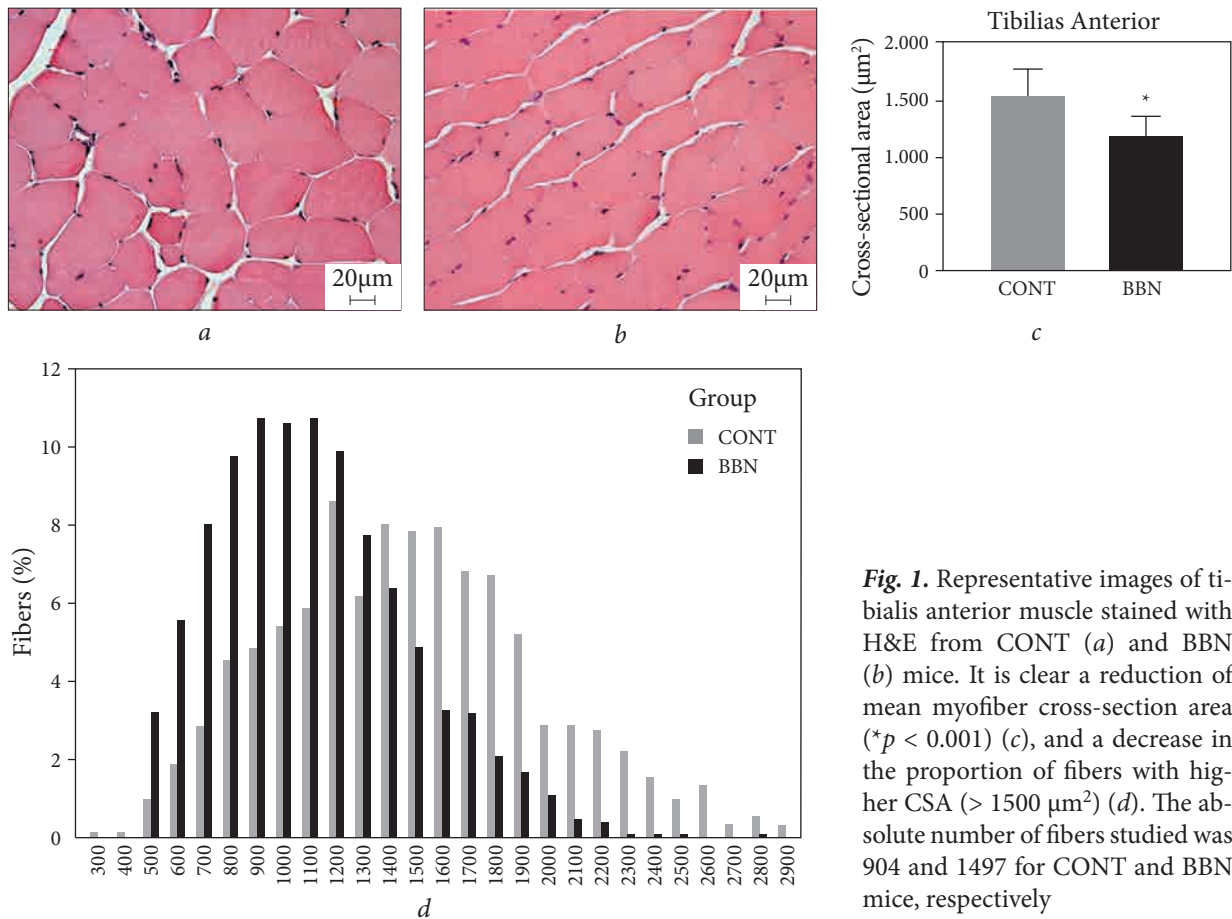 20μm
a
20μm
b
Tibilias Anterior
Cross-sectional area (μm²)
2.000
1.500
1.000
500
0
*
CONT
BBN
c
Fibers (%)
12
10
8
6
4
2
0
Group
CONT
BBN
300
400
500
600
700
800
900
1000
1100
1200
1300
1400
1500
1600
1700
1800
1900
2000
2100
2200
2300
2400
2500
2600
2700
2800
2900
d
Fig. 1. Representative images of ti-
bialis anterior muscle stained with
H&E from CONT (a) and BBN
(b) mice. It is clear a reduction of
mean myofiber cross-section area
(*p < 0.001) (c), and a decrease in
the proportion of fibers with hig-
her CSA (> 1500 μm²) (d). The ab-
solute number of fibers studied was
904 and 1497 for CONT and BBN
mice, respectively